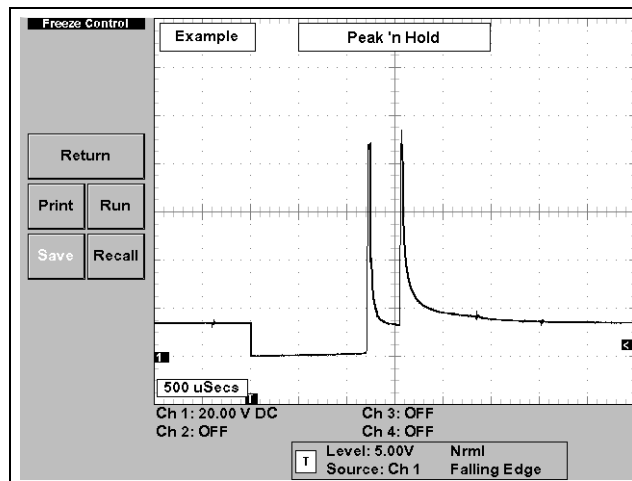 Freeze Control
Example
Peak 'n Hold
Return
Print
Run
Save
Recall
1
<
500 uSecs
T
Ch 1: 20.00 V DC
Ch 3: OFF
Ch 2: OFF
Ch 4: OFF
T
Level: 5.00V
Nrml
Source: Ch 1
Falling Edge